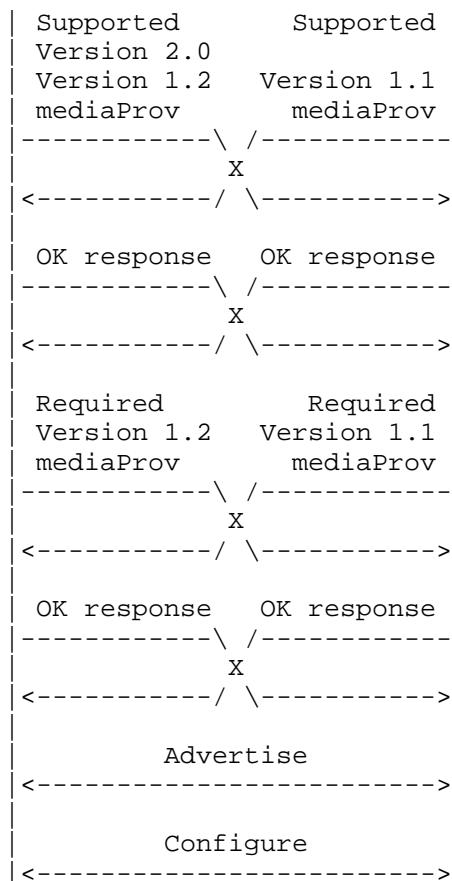 Supported Supported
Version 2.0
Version 1.2 Version 1.1
mediaProv mediaProv
------------\ /------------
X
<-----------/ \----------->
OK response OK response
------------\ /------------
X
<-----------/ \----------->
Required Required
Version 1.2 Version 1.1
mediaProv mediaProv
------------\ /------------
X
<-----------/ \----------->
OK response OK response
------------\ /------------
X
<-----------/ \----------->
Advertise
<------------------------->
Configure
<------------------------->